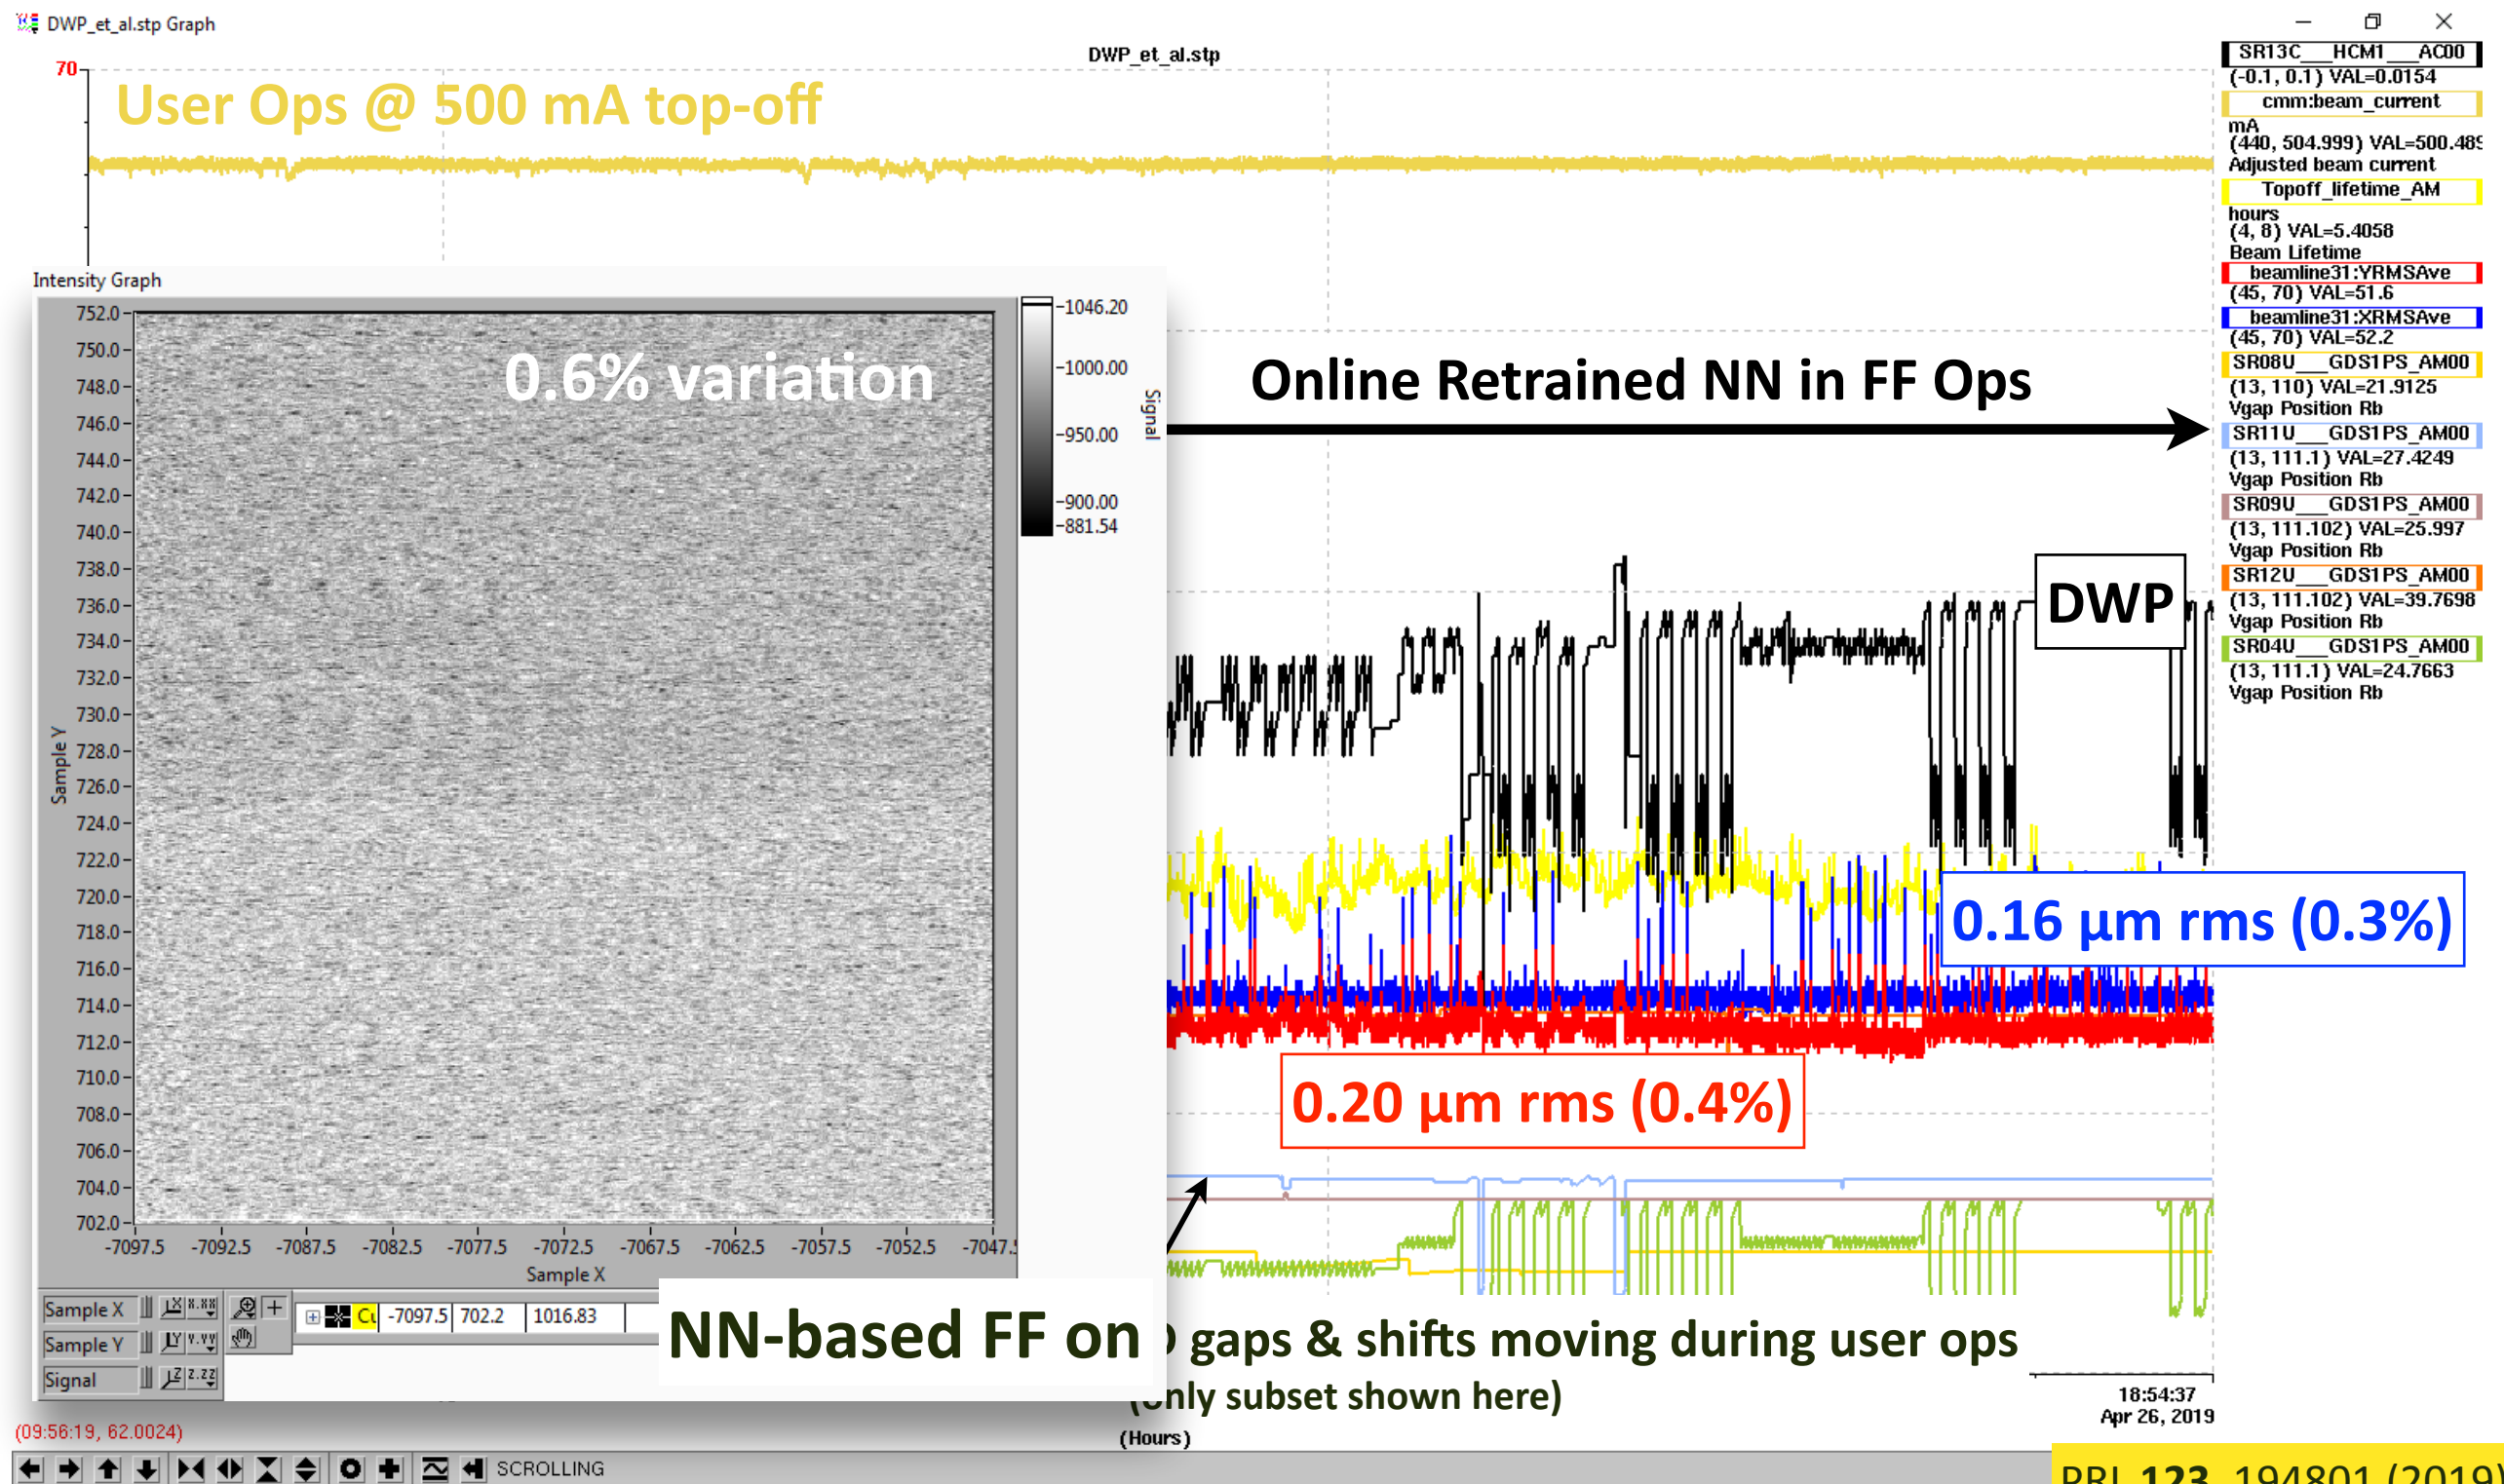 DWP_et_al.stp Graph
DWP_et_al.stp
70
User Ops @ 500 mA top-off
SR13C___HCM1___AC00
(-0.1, 0.1) VAL=0.0154
cmm:beam_current
mA
(440, 504.999) VAL=500.489
Adjusted beam current
Topoff_lifetime_AM
hours
(4, 8) VAL=5.4058
Beam Lifetime
beamline31:YRMSAve
(45, 70) VAL=51.6
beamline31:XRMSAve
(45, 70) VAL=52.2
SR08U___GDS1PS_AM00
(13, 110) VAL=21.9125
Vgap Position Rb
SR11U___GDS1PS_AM00
(13, 111.1) VAL=27.4249
Vgap Position Rb
SR09U___GDS1PS_AM00
(13, 111.102) VAL=25.997
Vgap Position Rb
SR12U___GDS1PS_AM00
(13, 111.102) VAL=39.7698
Vgap Position Rb
SR04U___GDS1PS_AM00
(13, 111.1) VAL=24.7663
Vgap Position Rb
Intensity Graph
0.6% variation
752.0
750.0
748.0
746.0
744.0
742.0
740.0
738.0
736.0
734.0
732.0
730.0
728.0
726.0
724.0
722.0
720.0
718.0
716.0
714.0
712.0
710.0
708.0
706.0
704.0
702.0
Sample Y
-7097.5 -7092.5 -7087.5 -7082.5 -7077.5 -7072.5 -7067.5 -7062.5 -7057.5 -7052.5 -7047.
Sample X
-1046.20
-1000.00
-950.00
-900.00
-881.54
Signal
Online Retrained NN in FF Ops
DWP
0.16 µm rms (0.3%)
0.20 µm rms (0.4%)
Sample X
Sample Y
Signal
-7097.5 702.2 1016.83
NN-based FF on
gaps & shifts moving during user ops
(only subset shown here)
18:54:37
Apr 26, 2019
(09:56:19, 62.0024)
(Hours)
SCROLLING
PRL 123, 194801 (2019)